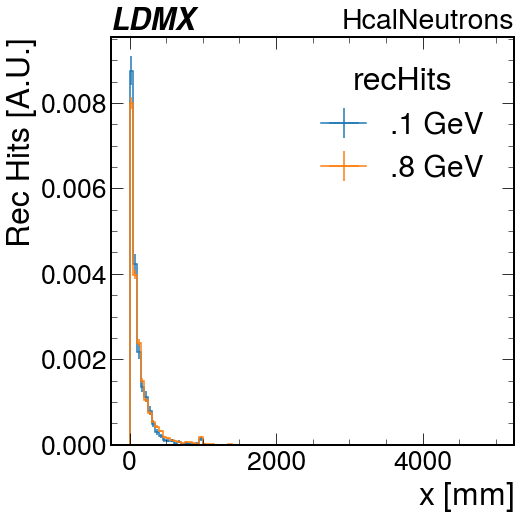 LDMX HcalNeutrons
Rec Hits [A.U.]
recHits
.1 GeV
.8 GeV
0.008
0.006
0.004
0.002
0.000
0 2000 4000
x [mm]